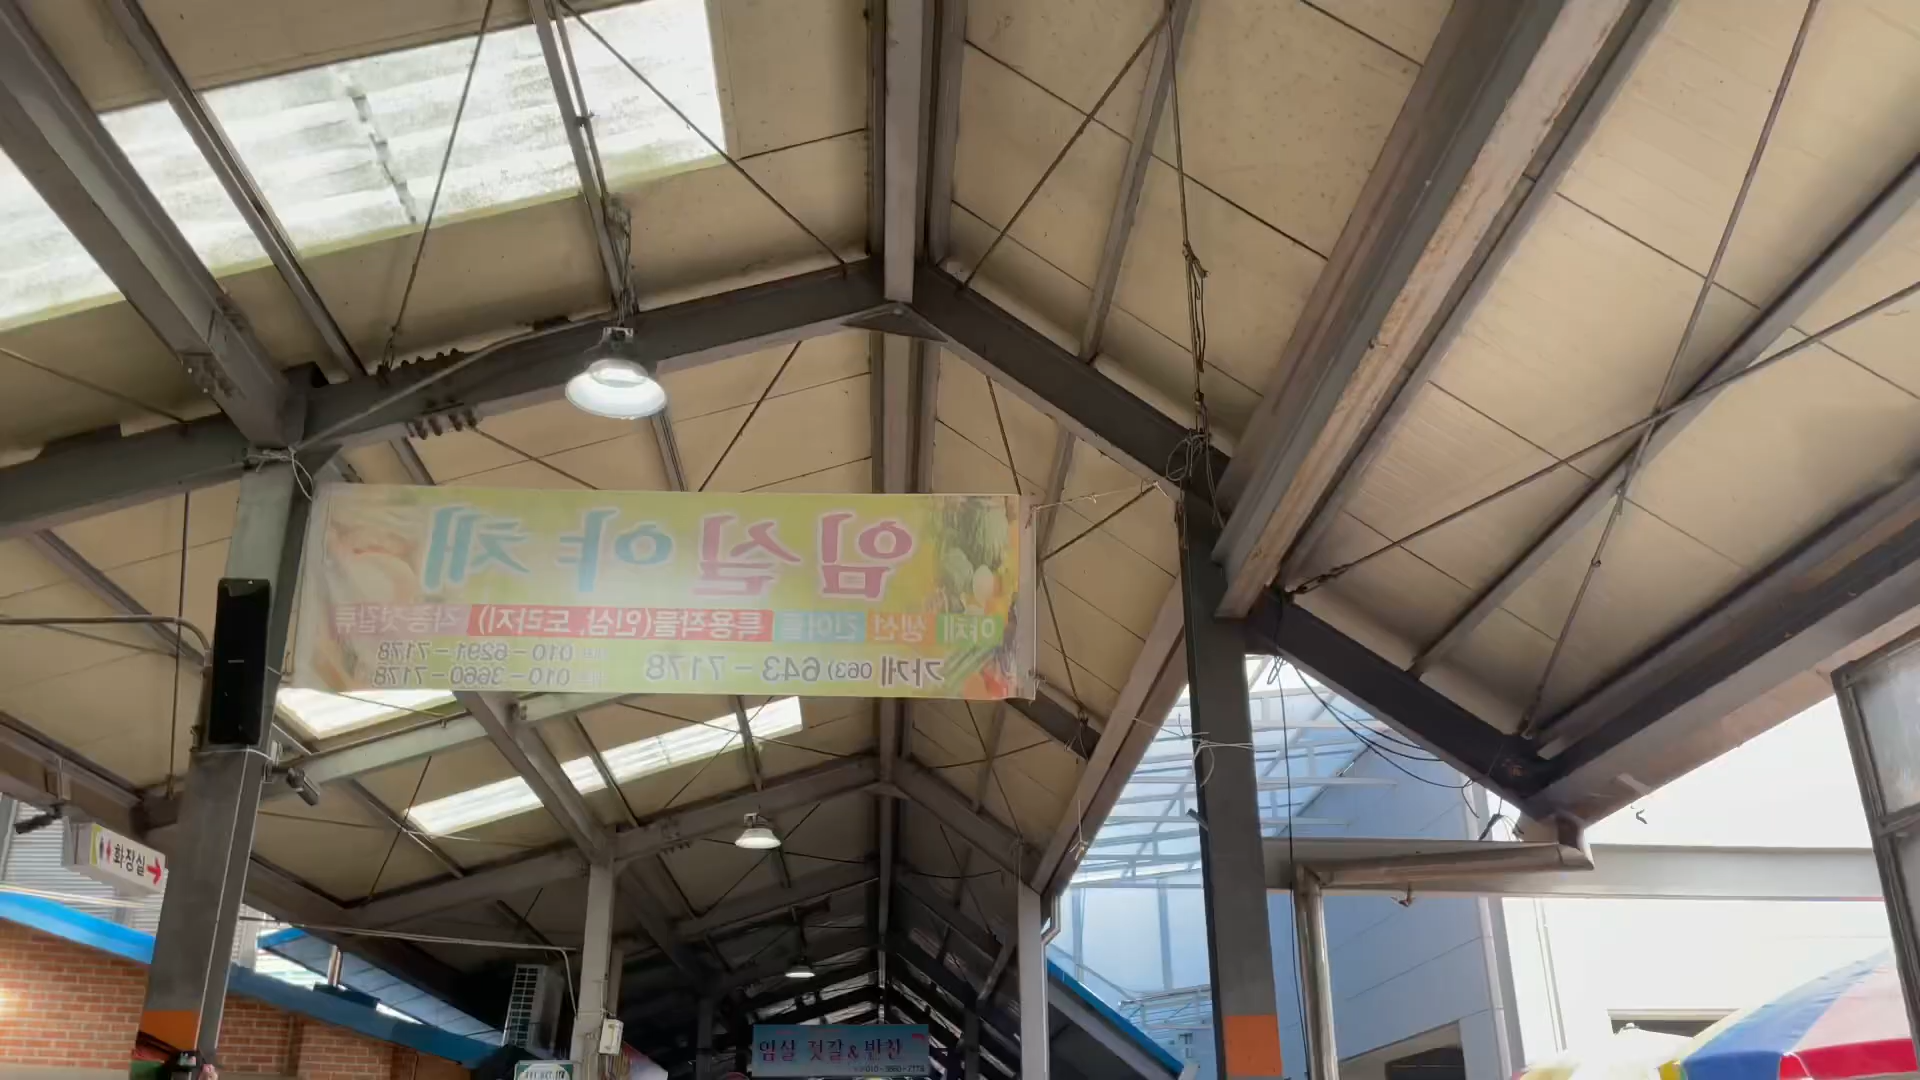 임실야채
야채 생선 건어물 특용작물(인삼, 도라지) 각종젓갈류
가게 063) 643-7178
010-6291-7178
010-3660-7178
화장실
임실 젓갈 & 반찬